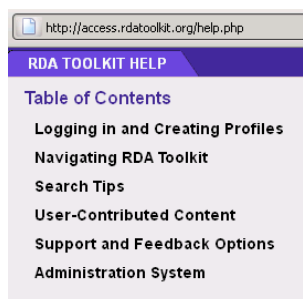 http://access.rdatoolkit.org/help.php
RDA TOOLKIT HELP
Table of Contents
Logging in and Creating Profiles
Navigating RDA Toolkit
Search Tips
User-Contributed Content
Support and Feedback Options
Administration System